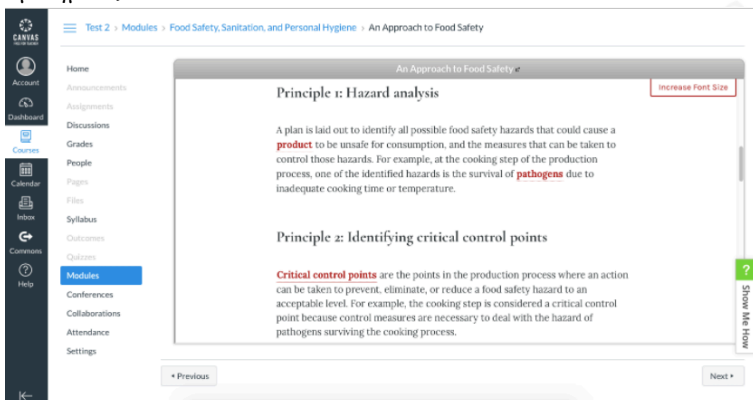 CANVAS
Test 2 › Modules › Food Safety, Sanitation, and Personal Hygiene › An Approach to Food Safety
Account
Dashboard
Courses
Calendar
Inbox
Commons
Help
Home
Announcements
Assignments
Discussions
Grades
People
Pages
Files
Syllabus
Outcomes
Quizzes
Modules
Conferences
Collaborations
Attendance
Settings
An Approach to Food Safety
Increase Font Size
Principle 1: Hazard analysis
A plan is laid out to identify all possible food safety hazards that could cause a
product to be unsafe for consumption, and the measures that can be taken to
control those hazards. For example, at the cooking step of the production
process, one of the identified hazards is the survival of pathogens due to
inadequate cooking time or temperature.
Principle 2: Identifying critical control points
Critical control points are the points in the production process where an action
can be taken to prevent, eliminate, or reduce a food safety hazard to an
acceptable level. For example, the cooking step is considered a critical control
point because control measures are necessary to deal with the hazard of
pathogens surviving the cooking process.
? Show Me How
◂ Previous
Next ▸